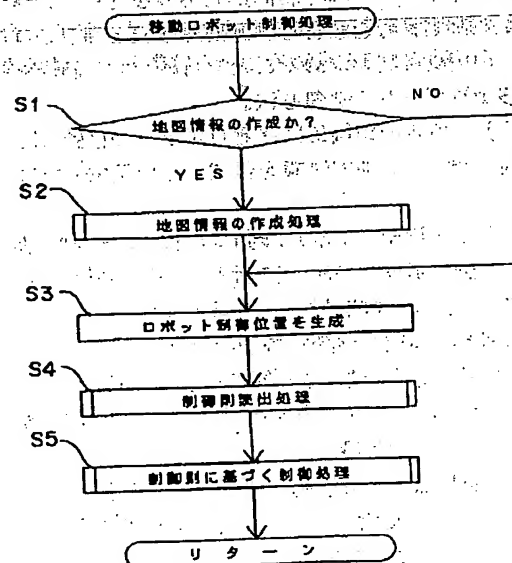 移動ロボット制御処理
S1
地図情報の作成か?
NO
YES
S2
地図情報の作成処理
S3
ロボット制御位置を生成
S4
制御則読出処理
S5
制御則に基づく制御処理
リターン